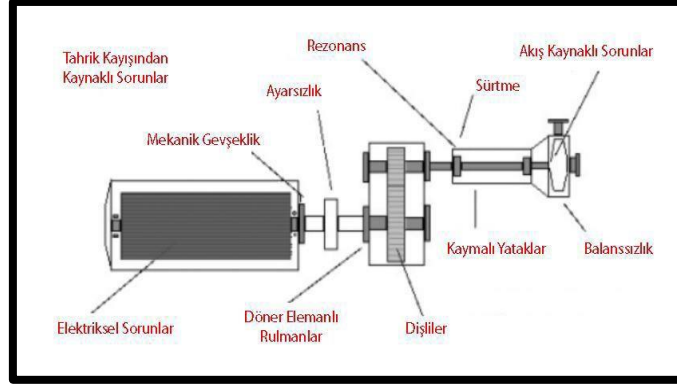 Tahrik Kayışından
Kaynaklı Sorunlar
Rezonans
Akış Kaynaklı Sorunlar
Ayarsızlık
Sürtme
Mekanik Gevşeklik
Kaymalı Yataklar
Balanssızlık
Elektriksel Sorunlar
Döner Elemanlı
Rulmanlar
Dişliler